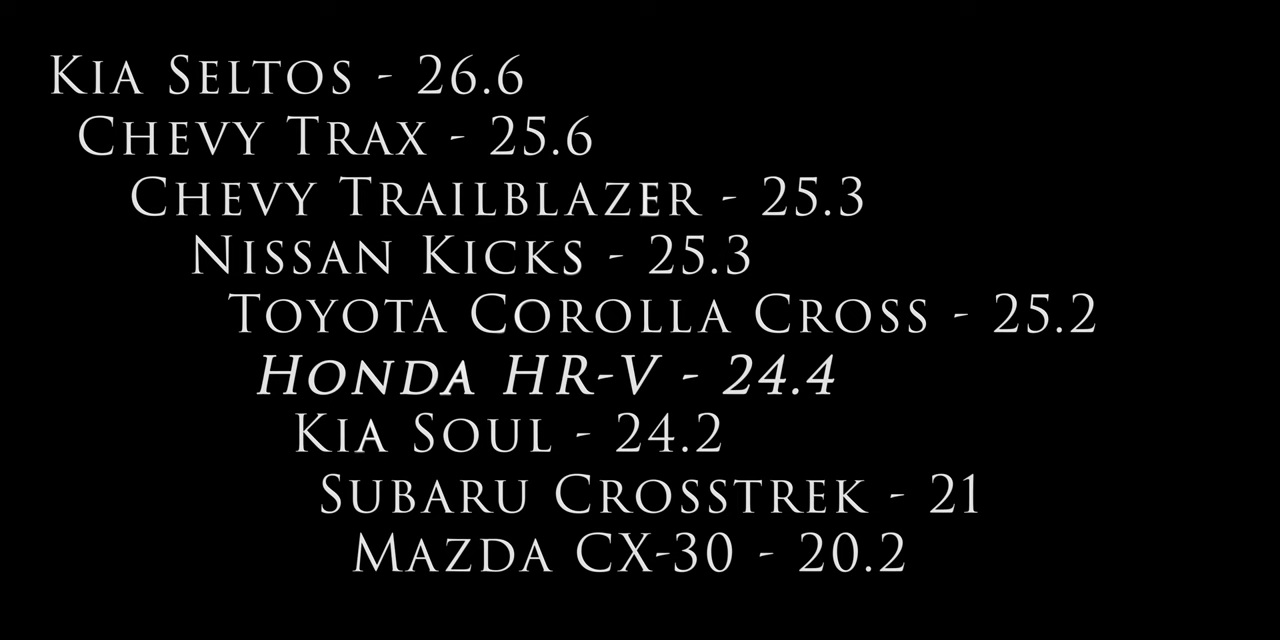 Kia Seltos - 26.6
Chevy Trax - 25.6
Chevy Trailblazer - 25.3
Nissan Kicks - 25.3
Toyota Corolla Cross - 25.2
Honda HR-V - 24.4
Kia Soul - 24.2
Subaru Crosstrek - 21
Mazda CX-30 - 20.2